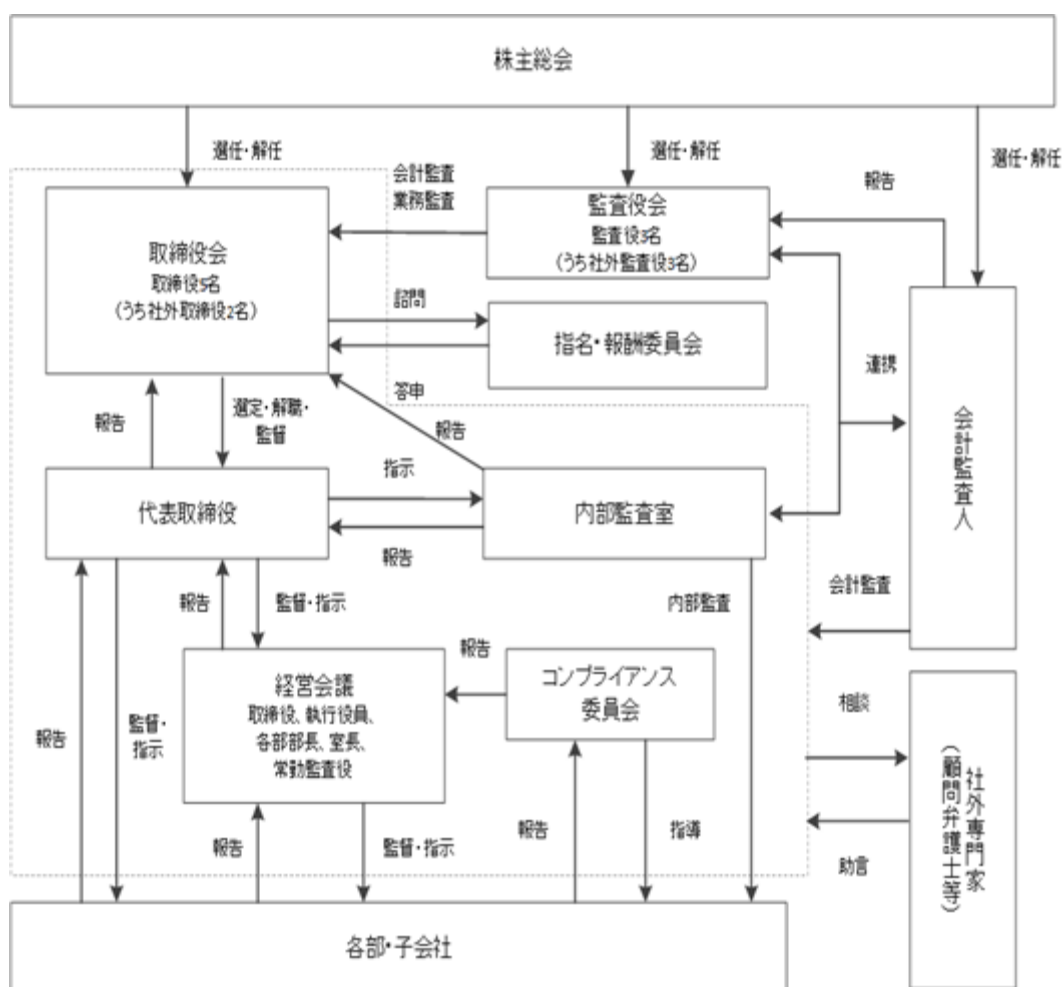 株主総会
選任・解任
選任・解任
選任・解任
会計監査
業務監査
報告
取締役会
取締役5名
(うち社外取締役2名)
監査役会
監査役3名
(うち社外監査役3名)
諮問
指名・報酬委員会
答申
連携
会計監査人
報告
選定・解職・
監督
報告
代表取締役
指示
報告
内部監査室
会計監査
報告
監督・指示
内部監査
経営会議
取締役、執行役員、
各部部長、室長、
常勤監査役
報告
コンプライアンス
委員会
報告
監督・
指示
相談
社外専門家
(顧問弁護士等)
助言
報告
監督・指示
報告
指導
各部・子会社